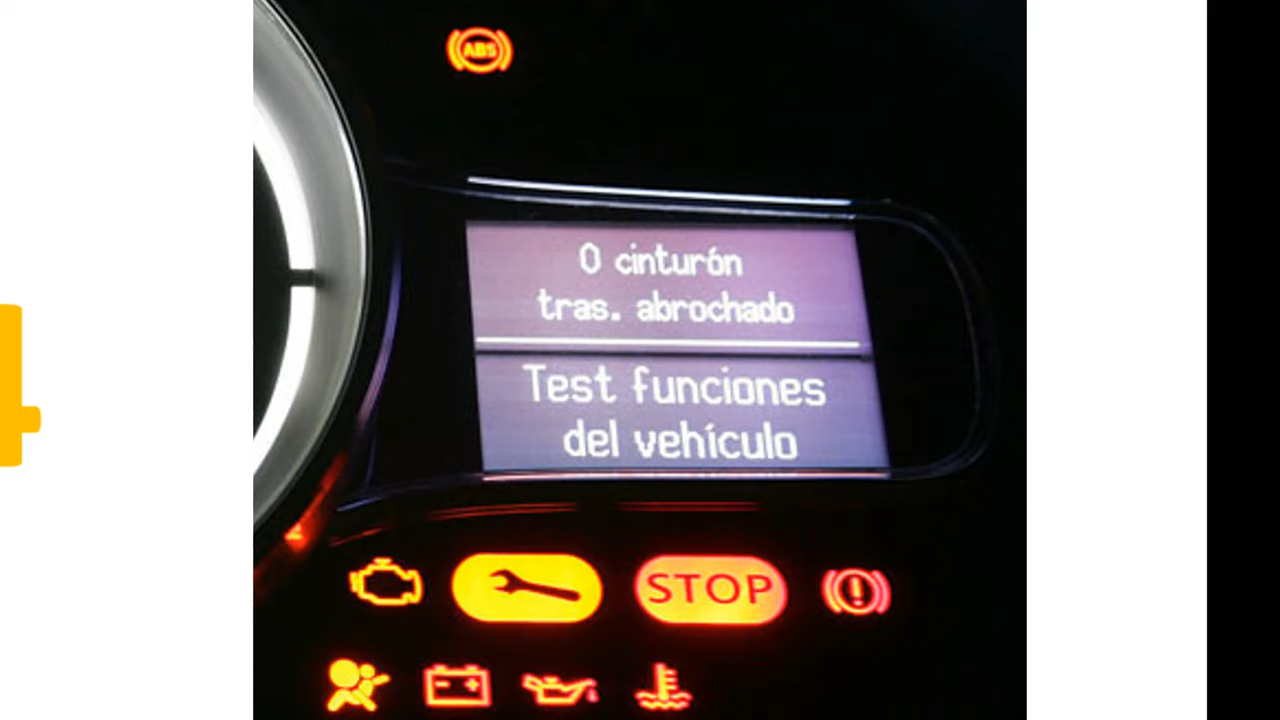 ABS
0 cinturón
tras. abrochado
Test funciones
del vehículo
STOP